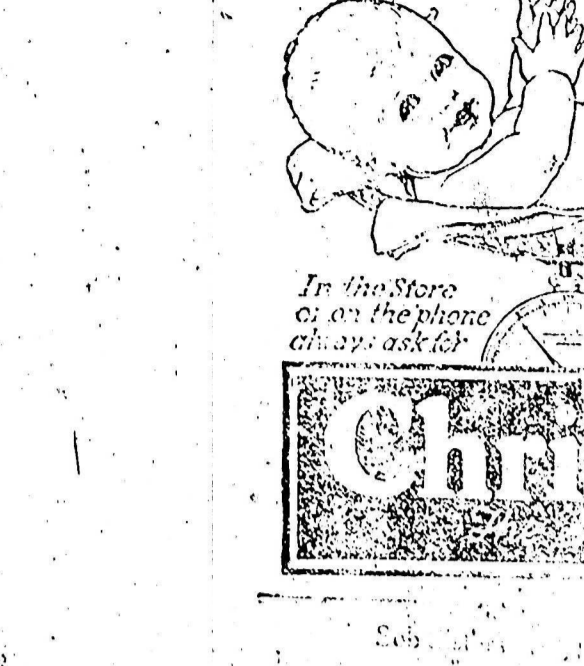 In the Store
or on the phone
always ask for
Chri